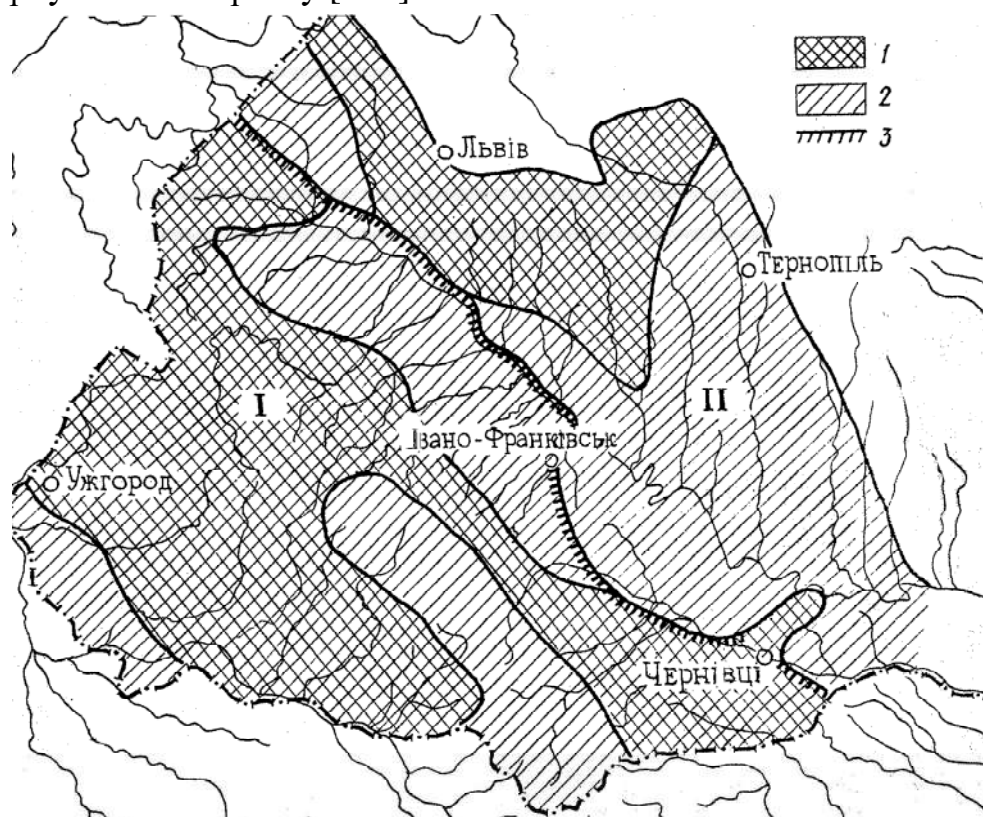 1
2
3
Львів
Тернопіль
I
II
Івано-Франківськ
Ужгород
Чернівці